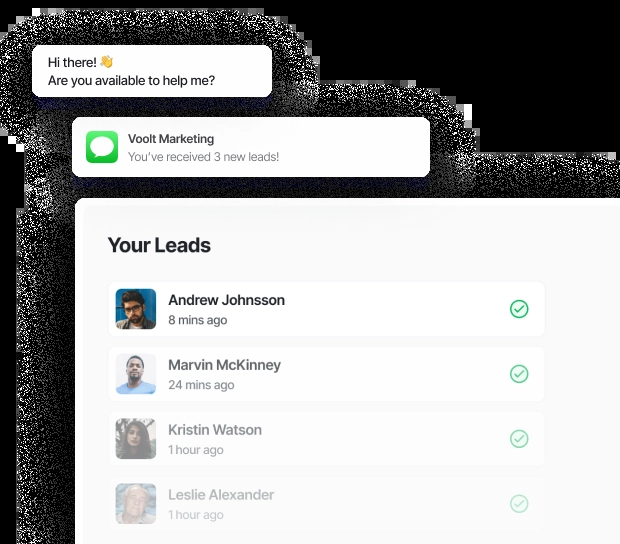 Hi there! 👋
Are you available to help me?
Voolt Marketing
You've received 3 new leads!
Your Leads
Andrew Johnsson
8 mins ago
Marvin McKinney
24 mins ago
Kristin Watson
1 hour ago
Leslie Alexander
1 hour ago